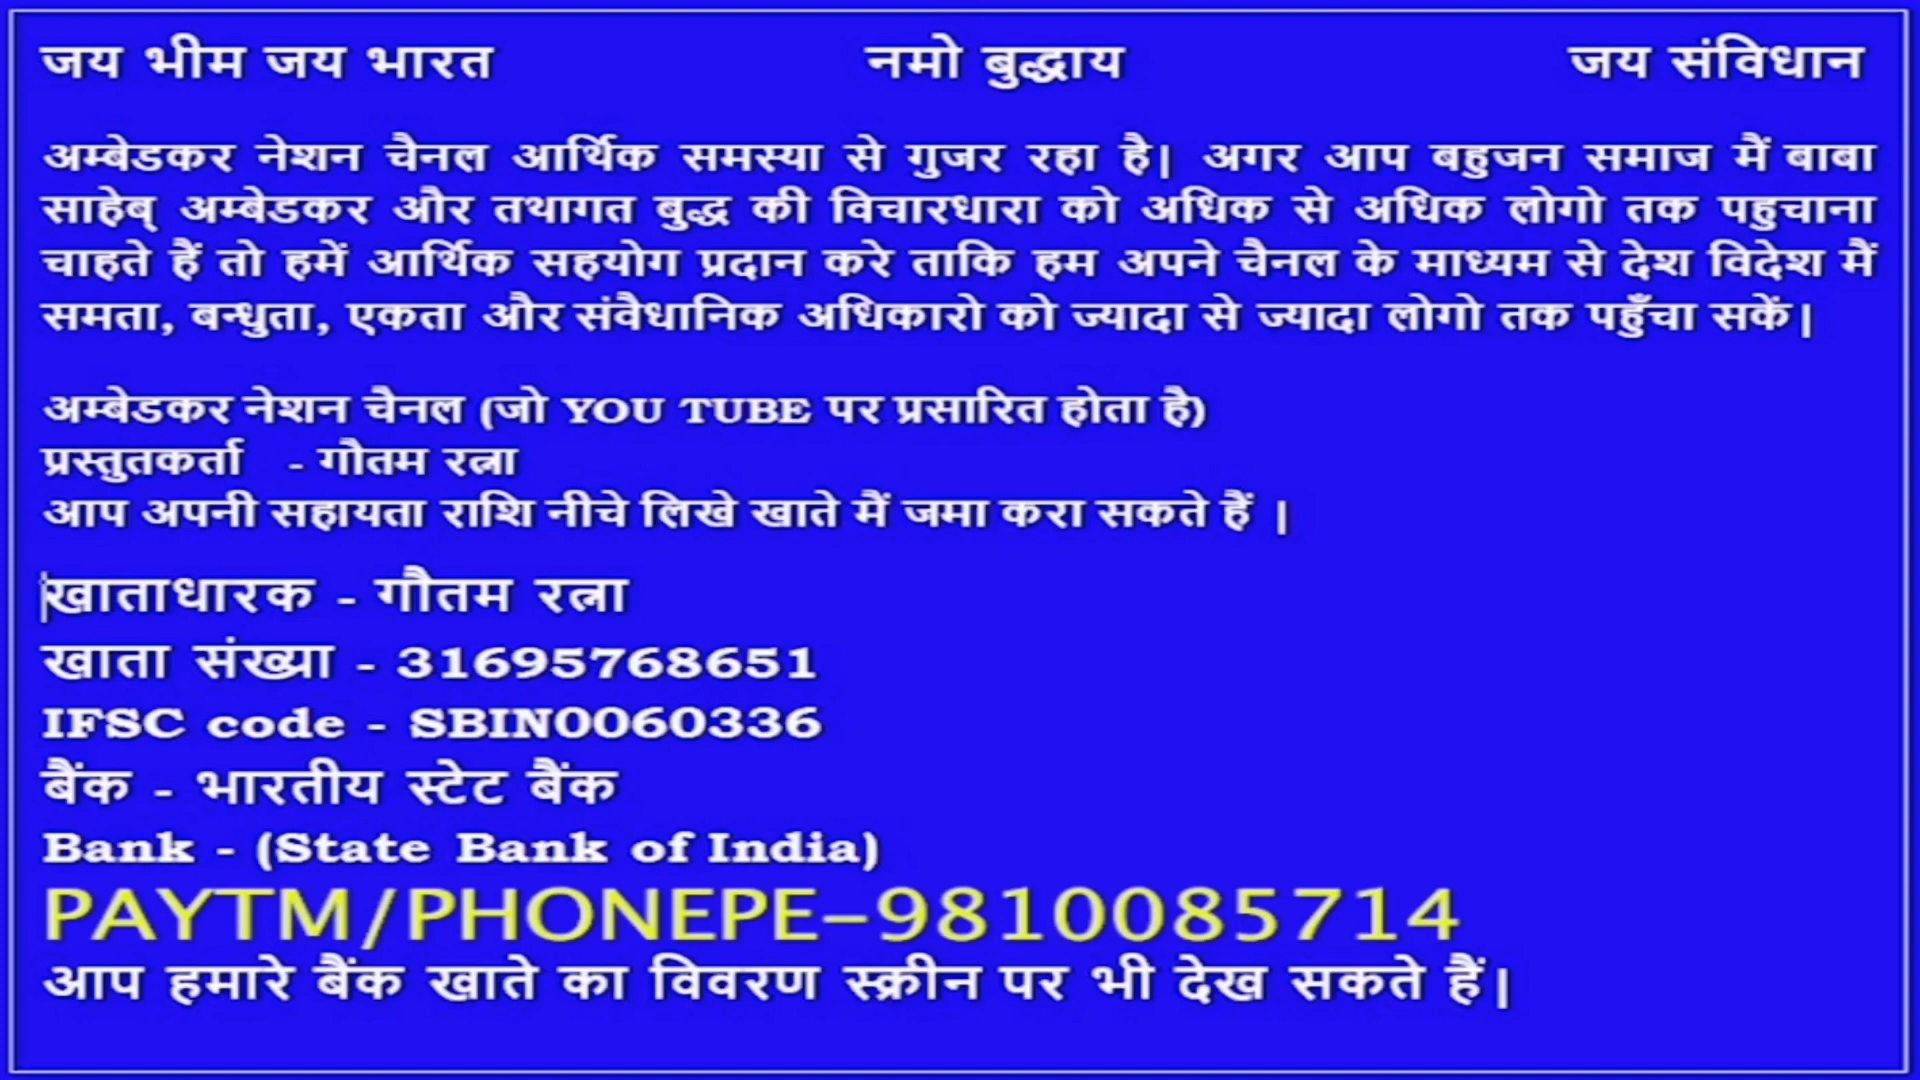 जय भीम जय भारत नमो बुद्धाय जय संविधान
अम्बेडकर नेशन चैनल आर्थिक समस्या से गुजर रहा है| अगर आप बहुजन समाज मैं बाबा
साहेब् अम्बेडकर और तथागत बुद्ध की विचारधारा को अधिक से अधिक लोगो तक पहुचाना
चाहते हैं तो हमें आर्थिक सहयोग प्रदान करे ताकि हम अपने चैनल के माध्यम से देश विदेश मैं
समता, बन्धुता, एकता और संवैधानिक अधिकारो को ज्यादा से ज्यादा लोगो तक पहुँचा सकें|
अम्बेडकर नेशन चैनल (जो YOU TUBE पर प्रसारित होता है)
प्रस्तुतकर्ता - गौतम रत्ना
आप अपनी सहायता राशि नीचे लिखे खाते मैं जमा करा सकते हैं |
खाताधारक - गौतम रत्ना
खाता संख्या - 31695768651
IFSC code - SBIN0060336
बैंक - भारतीय स्टेट बैंक
Bank - (State Bank of India)
PAYTM/PHONEPE–9810085714
आप हमारे बैंक खाते का विवरण स्क्रीन पर भी देख सकते हैं|